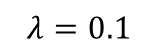 λ = 0.1